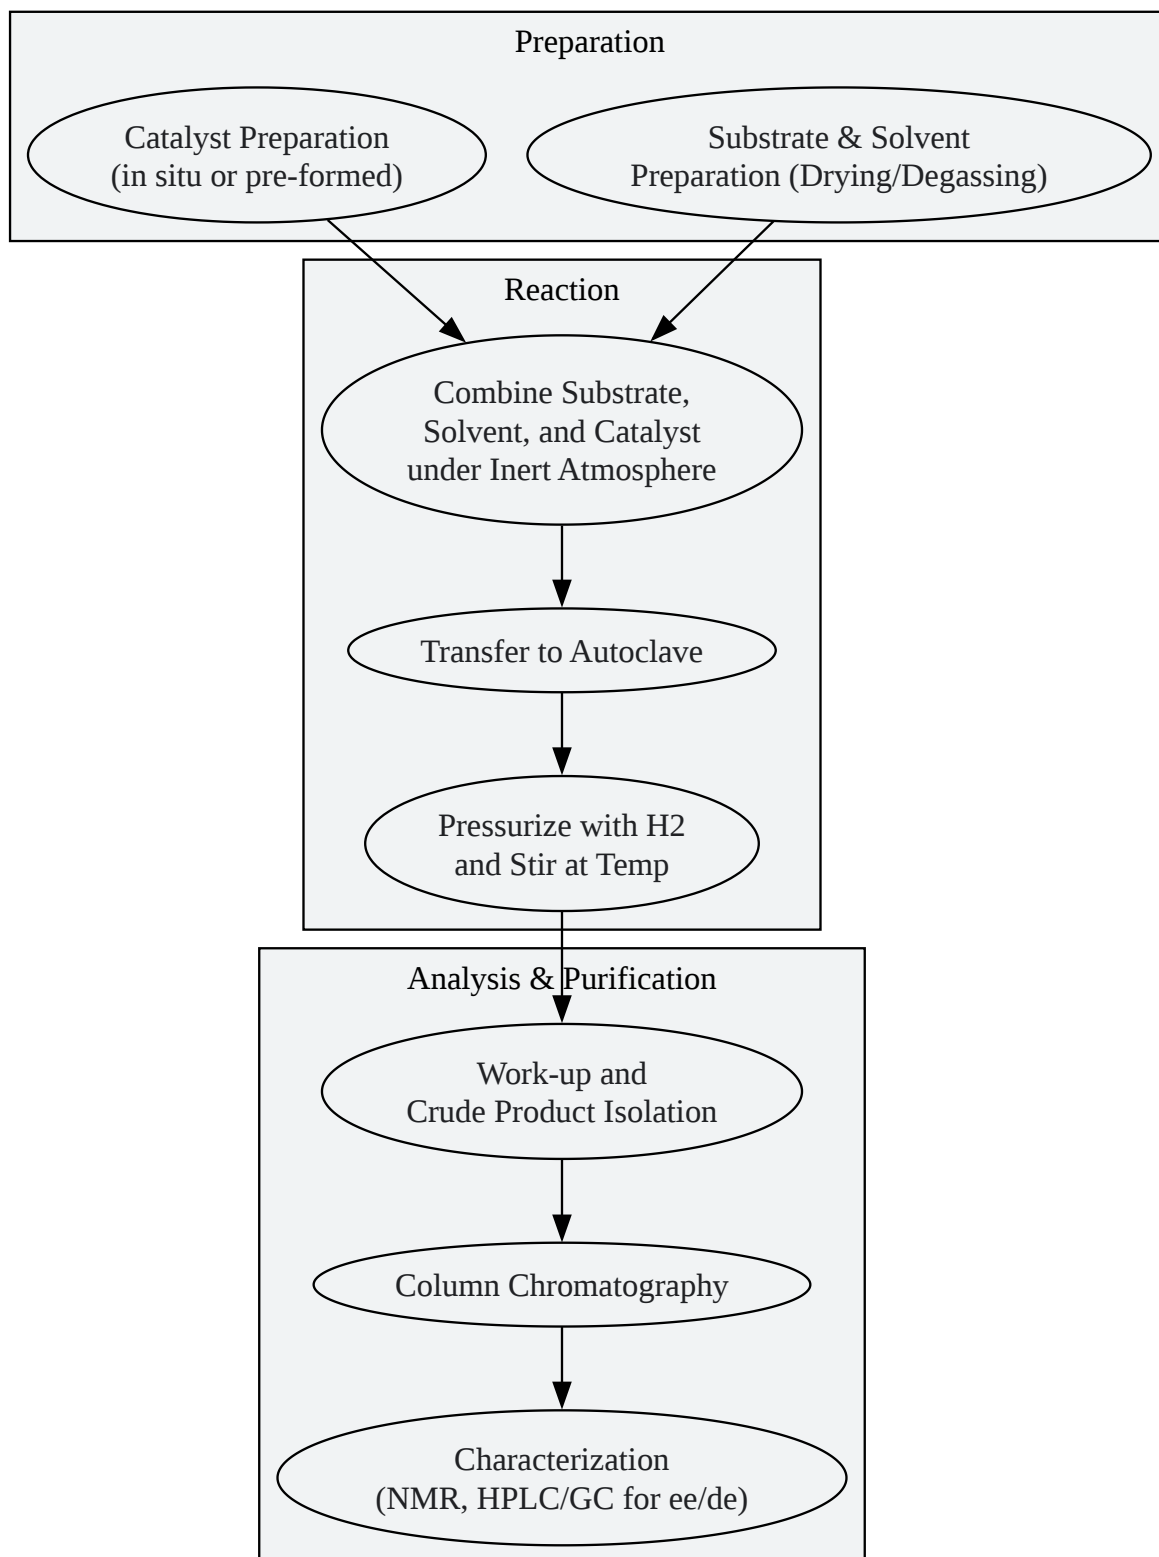 Preparation
Catalyst Preparation
(in situ or pre-formed)
Substrate & Solvent
Preparation (Drying/Degassing)
Reaction
Combine Substrate,
Solvent, and Catalyst
under Inert Atmosphere
Transfer to Autoclave
Pressurize with H2
and Stir at Temp
Analysis & Purification
Work-up and
Crude Product Isolation
Column Chromatography
Characterization
(NMR, HPLC/GC for ee/de)